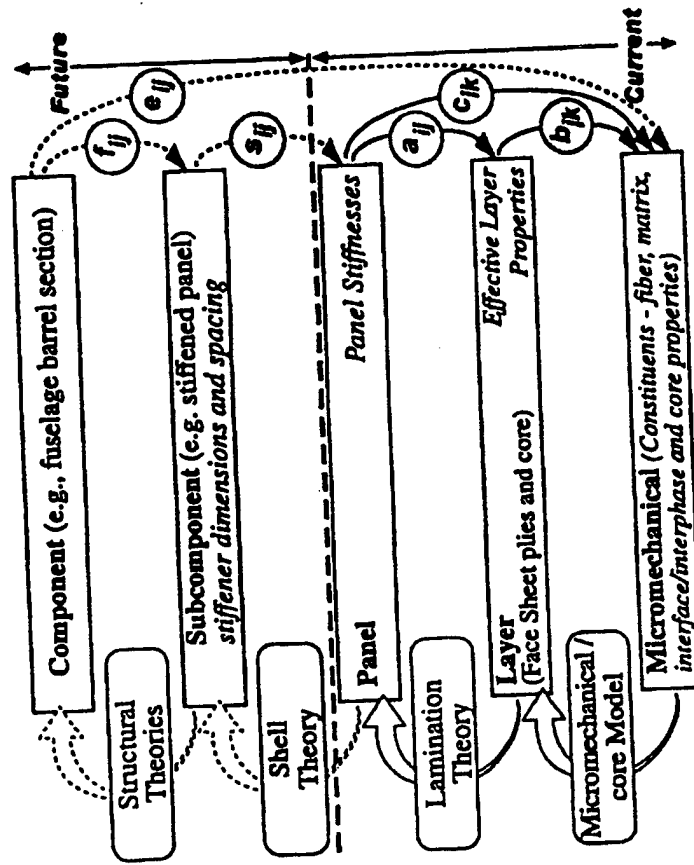 Future
Component (e.g., fuselage barrel section)
e_ij
f_ij
Structural
Theories
Subcomponent (e.g. stiffened panel)
stiffener dimensions and spacing
s_ij
Shell
Theory
Panel
Panel Stiffnesses
c_ik
a_ij
Lamination
Theory
Layer
(Face Sheet plies and core)
Effective Layer
Properties
b_jk
Micromechanical /
core Model
Current
Micromechanical (Constituents - fiber, matrix,
interface/interphase and core properties)